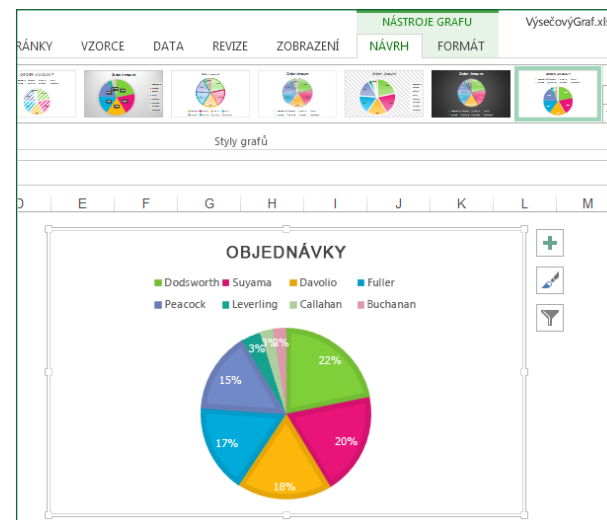 NÁSTROJE GRAFU VýsečovýGraf.xls
RÁNKY VZORCE DATA REVIZE ZOBRAZENÍ NÁVRH FORMÁT
Styly grafů
D E F G H I J K L M
OBJEDNÁVKY
Dodsworth Suyama Davolio Fuller
Peacock Leverling Callahan Buchanan
3% 3% 2% 22%
15%
20%
17%
18%